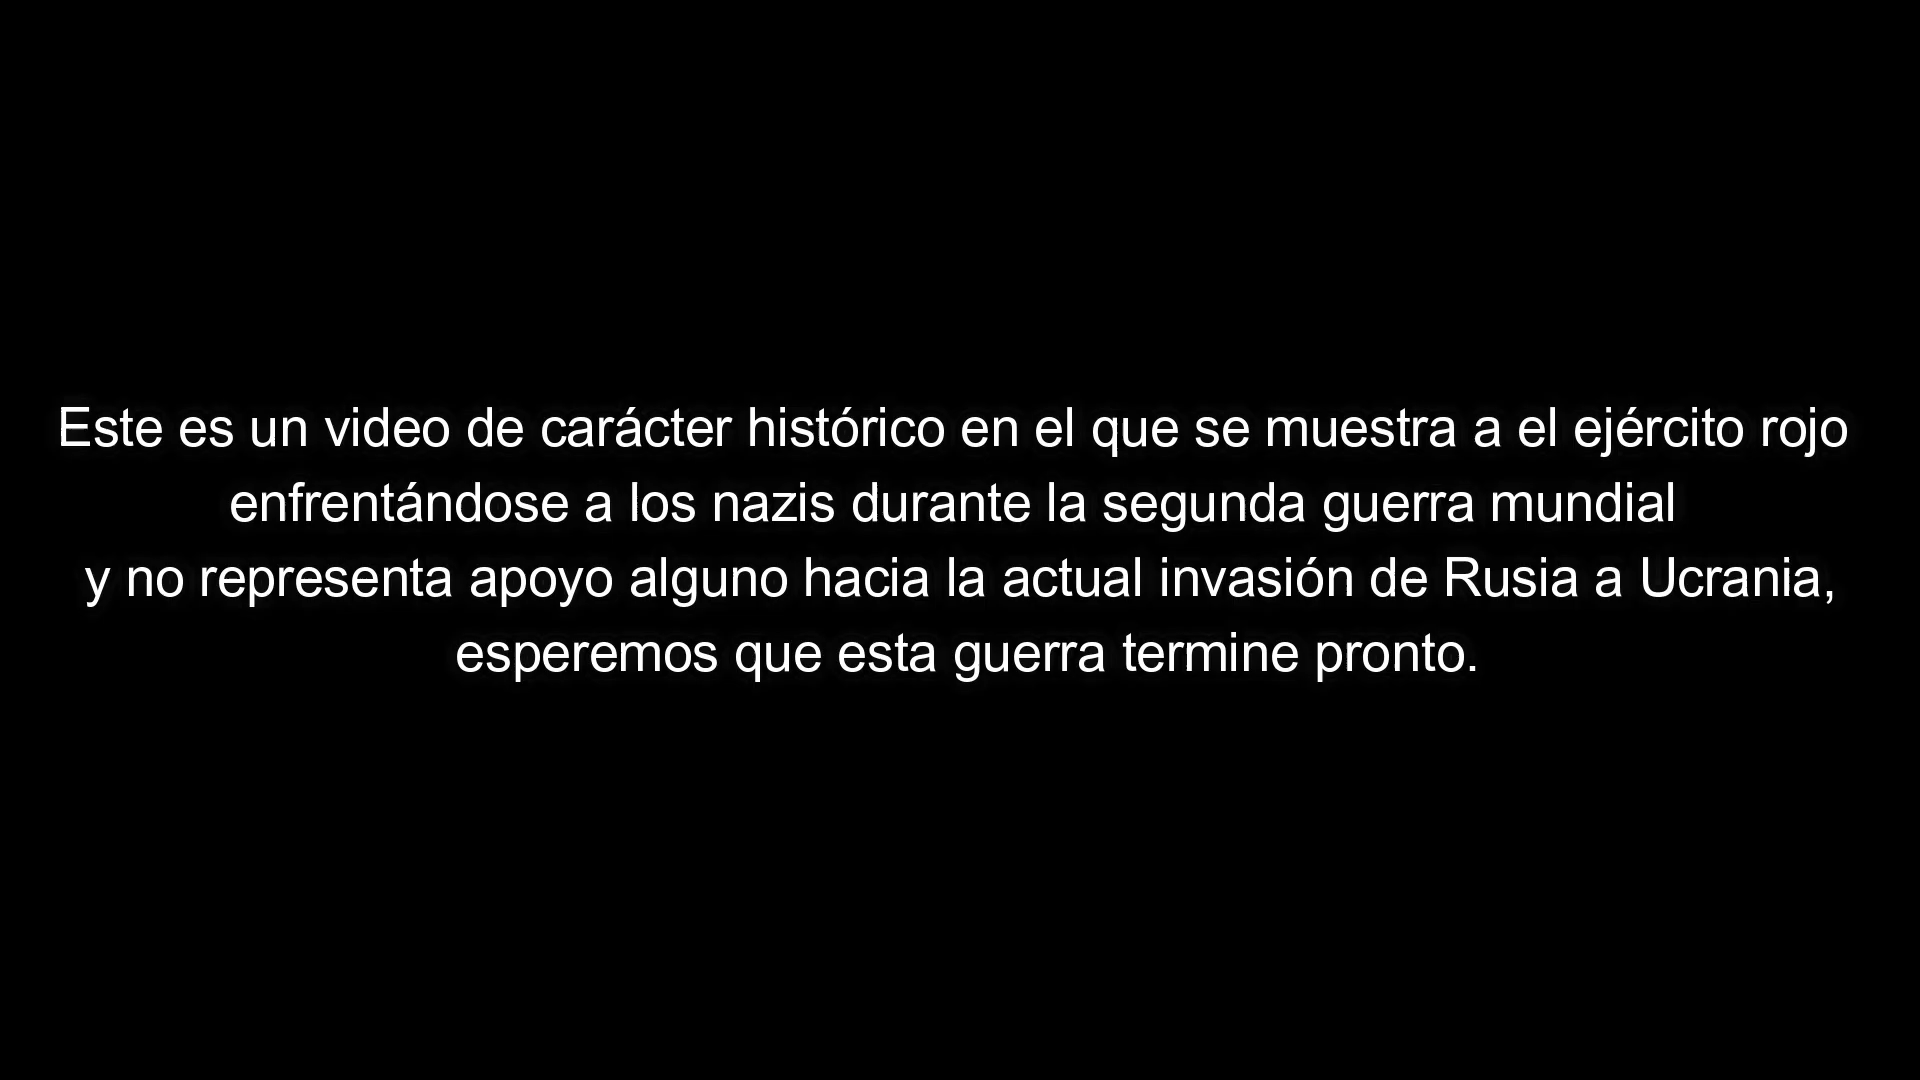 Este es un video de carácter histórico en el que se muestra a el ejército rojo
enfrentándose a los nazis durante la segunda guerra mundial
y no representa apoyo alguno hacia la actual invasión de Rusia a Ucrania,
esperemos que esta guerra termine pronto.